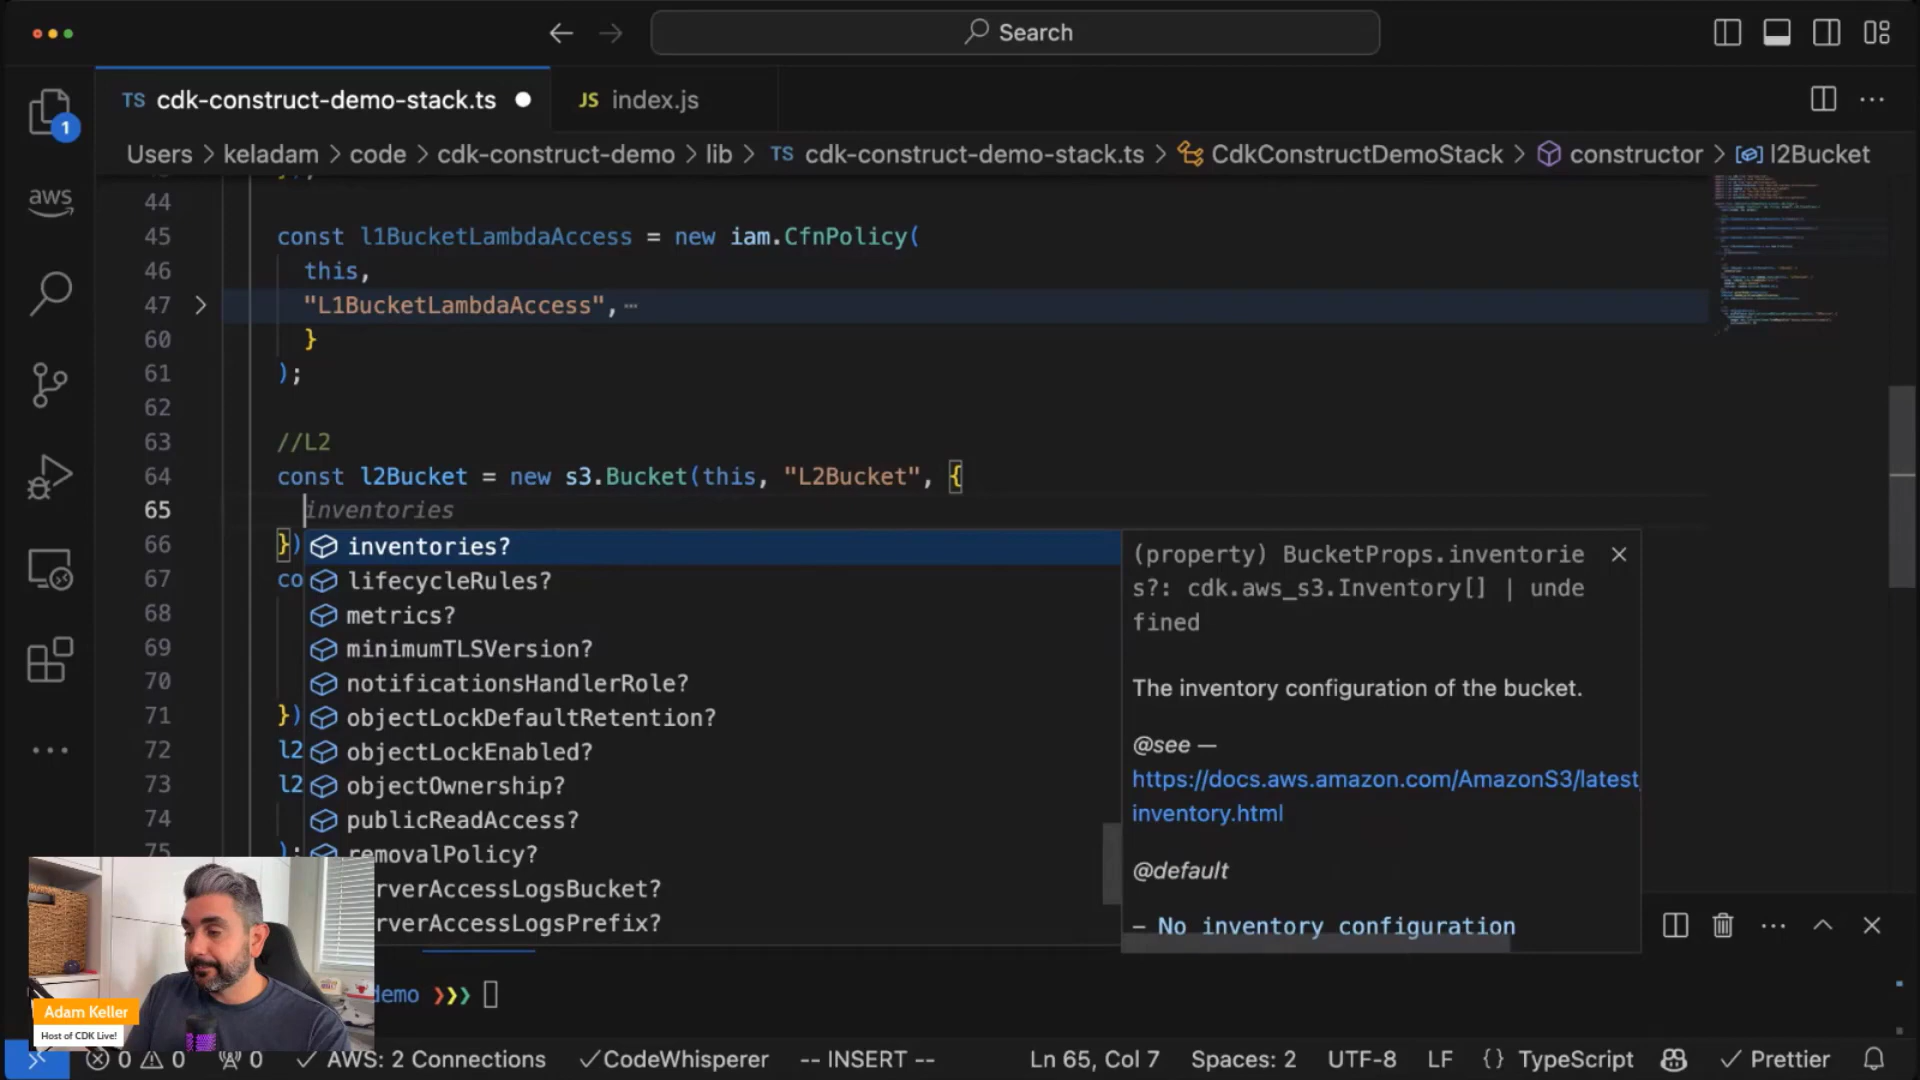 Search
TS cdk-construct-demo-stack.ts
JS index.js
1
Users > keladam > code > cdk-construct-demo > lib > TS cdk-construct-demo-stack.ts > CdkConstructDemoStack > constructor > l2Bucket
aws
44
45 const l1BucketLambdaAccess = new iam.CfnPolicy(
46 this,
47 "L1BucketLambdaAccess",
60 }
61 );
62
63 //L2
64 const l2Bucket = new s3.Bucket(this, "L2Bucket", {
65 inventories
66 })
67 co
68
69
70
71 })
72 l2
73 l2
74
75 );
inventories?
lifecycleRules?
metrics?
minimumTLSVersion?
notificationsHandlerRole?
objectLockDefaultRetention?
objectLockEnabled?
objectOwnership?
publicReadAccess?
removalPolicy?
rverAccessLogsBucket?
rverAccessLogsPrefix?
(property) BucketProps.inventorie
s?: cdk.aws_s3.Inventory[] | unde
fined
The inventory configuration of the bucket.
@see —
https://docs.aws.amazon.com/AmazonS3/latest
inventory.html
@default
– No inventory configuration
demo ❯❯❯
Adam Keller
Host of CDK Live!
0 0 0 AWS: 2 Connections CodeWhisperer -- INSERT -- Ln 65, Col 7 Spaces: 2 UTF-8 LF {} TypeScript Prettier